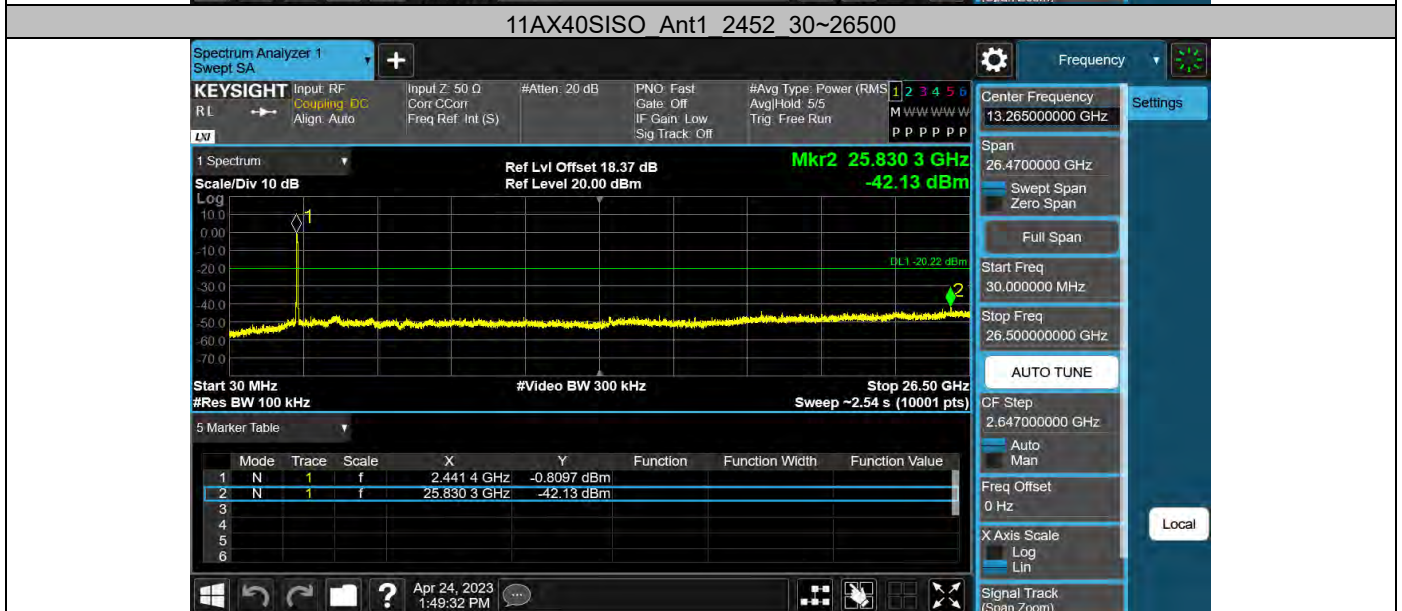 (Span Zoom)
11AX40SISO_Ant1_2452_30~26500
Spectrum Analyzer 1
Swept SA
+
Frequency
KEYSIGHT
RL
LXI
Input: RF
Coupling: DC
Align: Auto
Input Z: 50 Ω
Corr CCorr
Freq Ref: Int (S)
#Atten: 20 dB
PNO: Fast
Gate: Off
IF Gain: Low
Sig Track: Off
#Avg Type: Power (RMS
Avg|Hold: 5/5
Trig: Free Run
1 2 3 4 5 6
M W W W W W
P P P P P P
Center Frequency
13.265000000 GHz
Settings
1 Spectrum
Ref Lvl Offset 18.37 dB
Mkr2 25.830 3 GHz
Scale/Div 10 dB
Ref Level 20.00 dBm
-42.13 dBm
Span
26.4700000 GHz
Swept Span
Zero Span
Full Span
Log
10.0
0.00
-10.0
-20.0
-30.0
-40.0
-50.0
-60.0
-70.0
1
DL1 -20.22 dBm
2
Start 30 MHz
#Video BW 300 kHz
Stop 26.50 GHz
#Res BW 100 kHz
Sweep ~2.54 s (10001 pts)
Start Freq
30.000000 MHz
Stop Freq
26.500000000 GHz
AUTO TUNE
CF Step
2.647000000 GHz
Auto
Man
Freq Offset
0 Hz
X Axis Scale
Log
Lin
Signal Track
(Span Zoom)
Local
5 Marker Table
Mode Trace Scale X Y Function Function Width Function Value
1 N 1 f 2.441 4 GHz -0.8097 dBm
2 N 1 f 25.830 3 GHz -42.13 dBm
3
4
5
6
?
Apr 24, 2023
1:49:32 PM